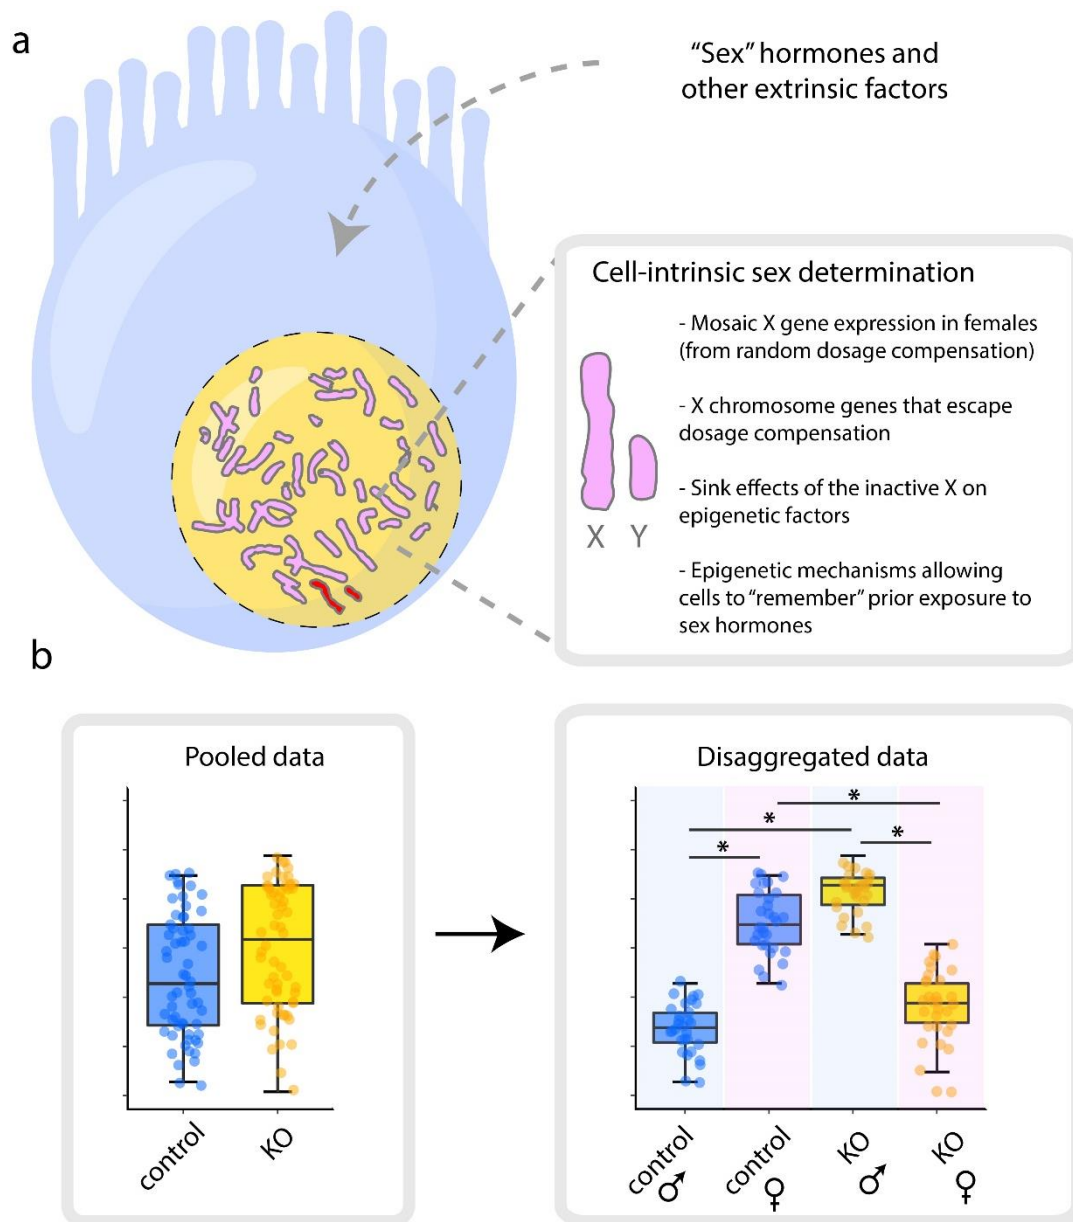 a
“Sex” hormones and
other extrinsic factors
Cell-intrinsic sex determination
- Mosaic X gene expression in females
(from random dosage compensation)
- X chromosome genes that escape
dosage compensation
- Sink effects of the inactive X on
epigenetic factors
- Epigenetic mechanisms allowing
cells to “remember” prior exposure to
sex hormones
X Y
b
Pooled data
control
KO
Disaggregated data
* * * *
control ♂
control ♀
KO ♂
KO ♀